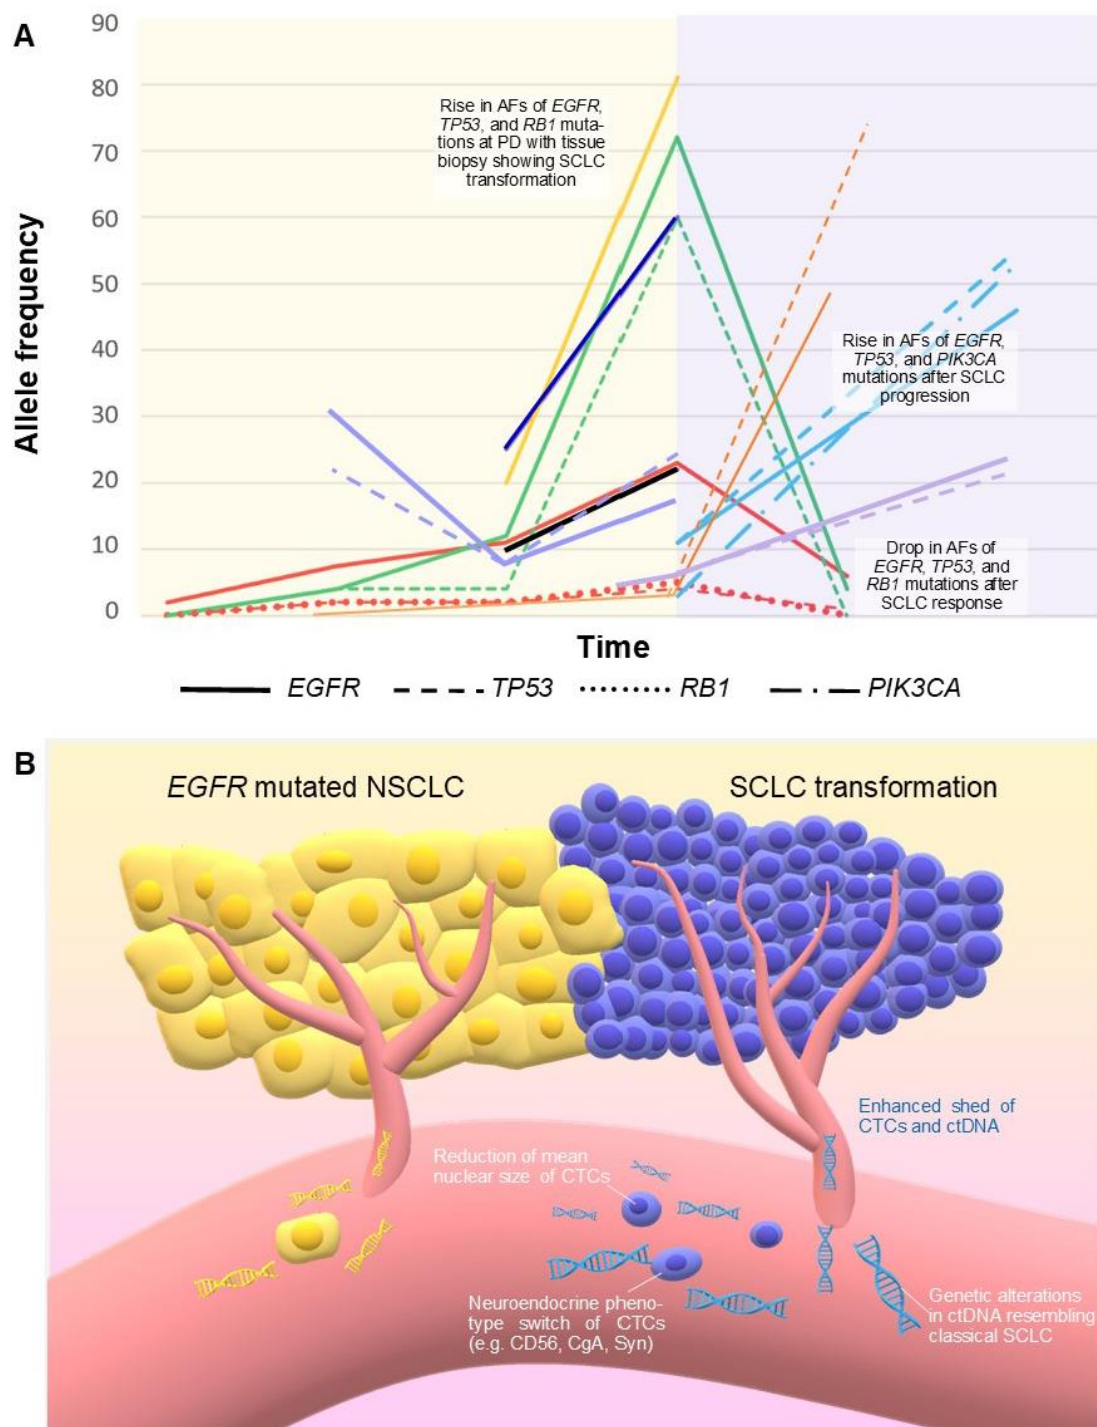 A
90
80
70
60
50
40
30
20
10
0
Allele frequency
Rise in AFs of EGFR,
TP53, and RB1 muta-
tions at PD with tissue
biopsy showing SCLC
transformation
Rise in AFs of EGFR,
TP53, and PIK3CA
mutations after SCLC
progression
Drop in AFs of
EGFR, TP53, and
RB1 mutations after
SCLC response
Time
EGFR
TP53
RB1
PIK3CA
B
EGFR mutated NSCLC
SCLC transformation
Enhanced shed of
CTCs and ctDNA
Reduction of mean
nuclear size of CTCs
Neuroendocrine pheno-
type switch of CTCs
(e.g. CD56, CgA, Syn)
Genetic alterations
in ctDNA resembling
classical SCLC